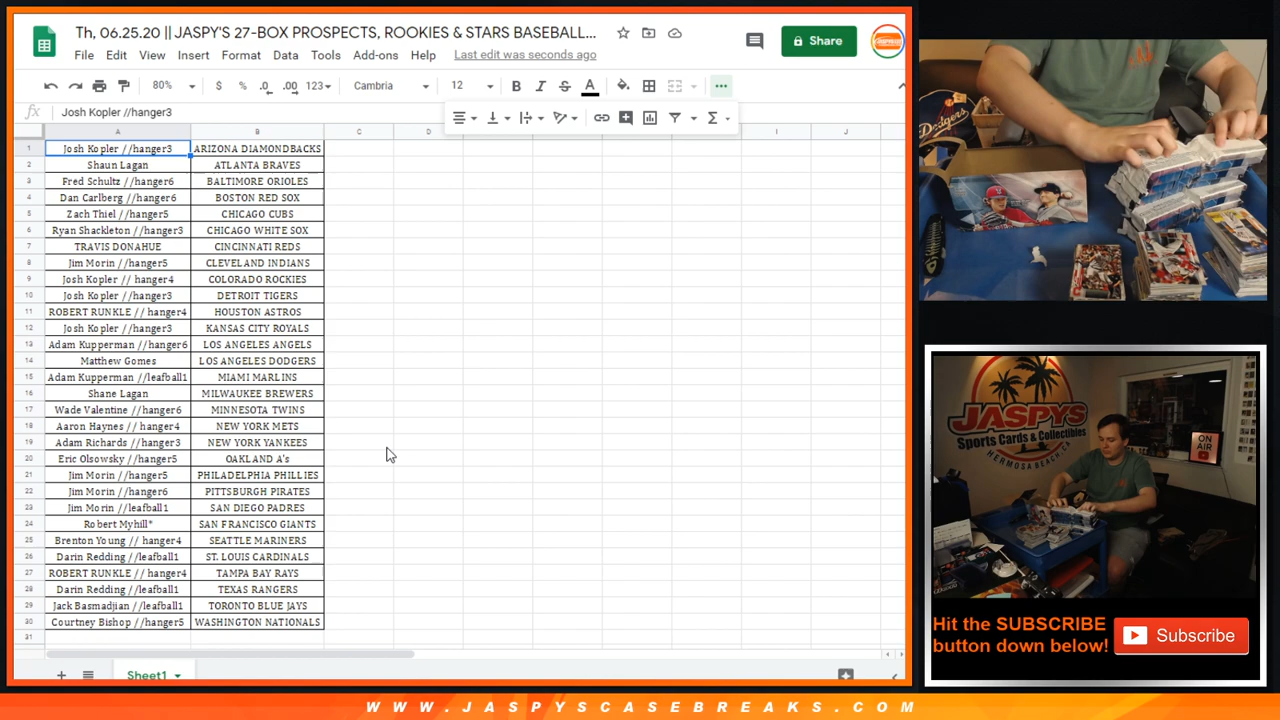 Th, 06.25.20 || JASPY'S 27-BOX PROSPECTS, ROOKIES & STARS BASEBALL...
File Edit View Insert Format Data Tools Add-ons Help Last edit was seconds ago
Share
80% $ % .0 .00 123 Cambria 12 B I S A
fx Josh Kopler //hanger3
A B C D I J
1 Josh Kopler //hanger3 ARIZONA DIAMONDBACKS
2 Shaun Lagan ATLANTA BRAVES
3 Fred Schultz //hanger6 BALTIMORE ORIOLES
4 Dan Carlberg //hanger6 BOSTON RED SOX
5 Zach Thiel //hanger5 CHICAGO CUBS
6 Ryan Shackleton //hanger3 CHICAGO WHITE SOX
7 TRAVIS DONAHUE CINCINNATI REDS
8 Jim Morin //hanger5 CLEVELAND INDIANS
9 Josh Kopler // hanger4 COLORADO ROCKIES
10 Josh Kopler //hanger3 DETROIT TIGERS
11 ROBERT RUNKLE // hanger4 HOUSTON ASTROS
12 Josh Kopler //hanger3 KANSAS CITY ROYALS
13 Adam Kupperman //hanger6 LOS ANGELES ANGELS
14 Matthew Gomes LOS ANGELES DODGERS
15 Adam Kupperman //leafball1 MIAMI MARLINS
16 Shane Lagan MILWAUKEE BREWERS
17 Wade Valentine //hanger6 MINNESOTA TWINS
18 Aaron Haynes // hanger4 NEW YORK METS
19 Adam Richards //hanger3 NEW YORK YANKEES
20 Eric Olsowsky //hanger5 OAKLAND A's
21 Jim Morin //hanger5 PHILADELPHIA PHILLIES
22 Jim Morin //hanger6 PITTSBURGH PIRATES
23 Jim Morin //leafball1 SAN DIEGO PADRES
24 Robert Myhill* SAN FRANCISCO GIANTS
25 Brenton Young // hanger4 SEATTLE MARINERS
26 Darin Redding //leafball1 ST. LOUIS CARDINALS
27 ROBERT RUNKLE // hanger4 TAMPA BAY RAYS
28 Darin Redding //leafball1 TEXAS RANGERS
29 Jack Basmadjian //leafball1 TORONTO BLUE JAYS
30 Courtney Bishop //hanger5 WASHINGTON NATIONALS
31
Sheet1
Dodgers
JASPYS
Sports Cards & Collectibles
HERMOSA BEACH, CA
ON AIR
Hit the SUBSCRIBE
button down below!
Subscribe
WWW.JASPYSCASEBREAKS.COM